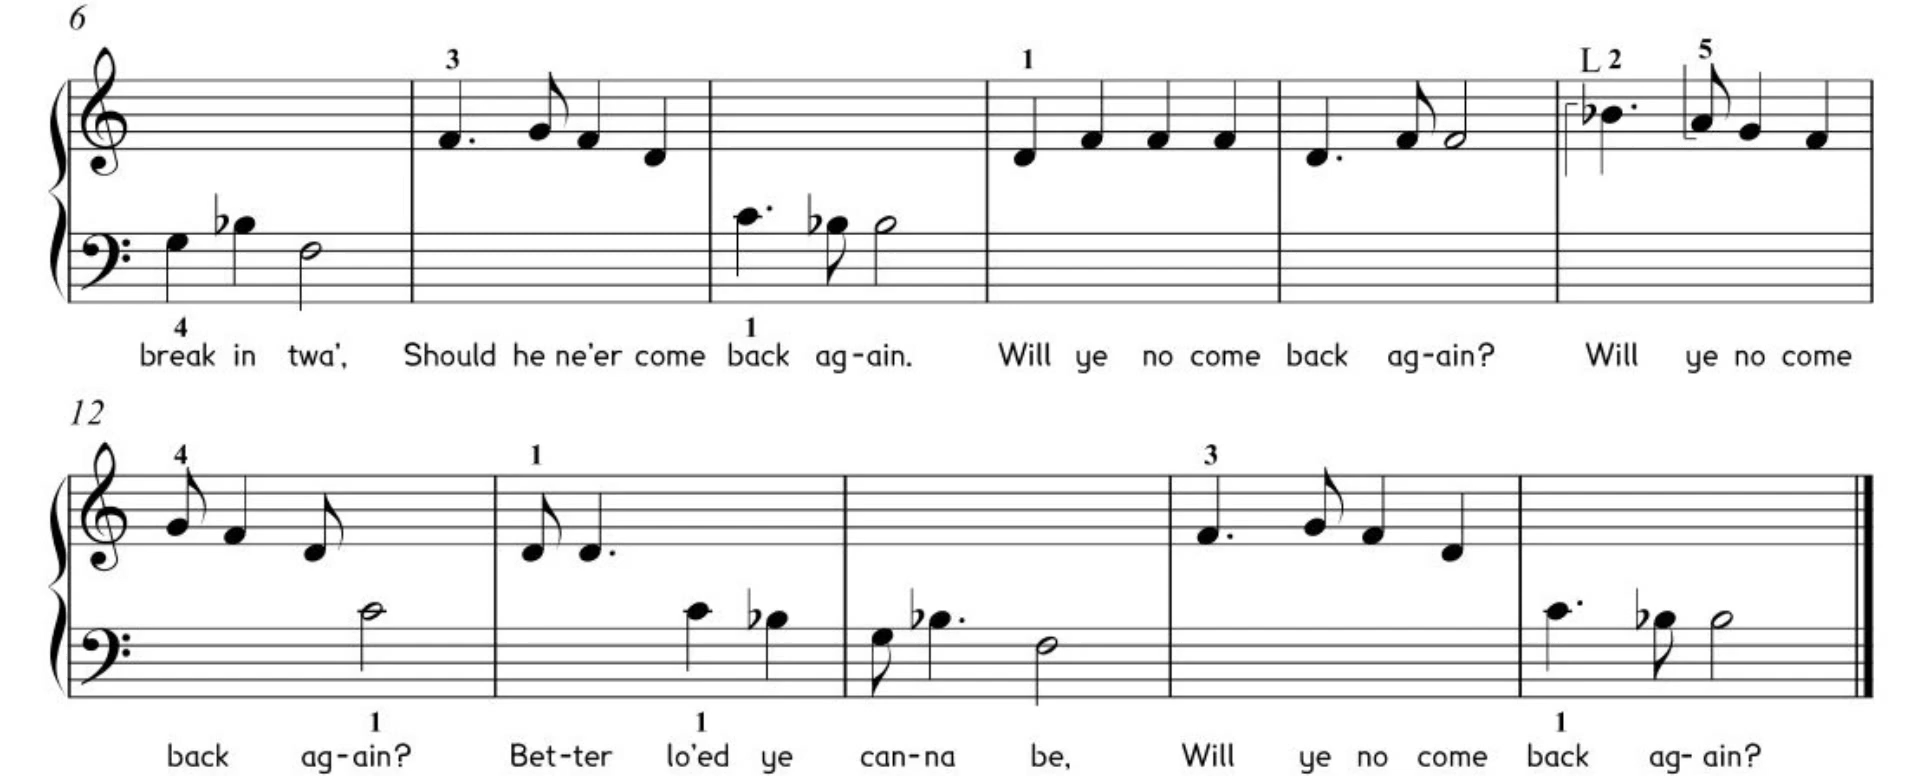 6
3 1 L 2 5
4 1
break in twa', Should he ne'er come back ag-ain. Will ye no come back ag-ain? Will ye no come
12
4 1 3
1 1 1
back ag-ain? Bet-ter lo'ed ye can-na be, Will ye no come back ag- ain?